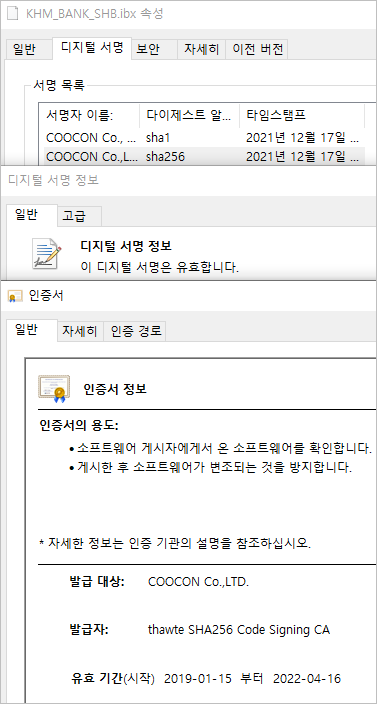 KHM_BANK_SHB.ibx 속성
일반 디지털 서명 보안 자세히 이전 버전
서명 목록
서명자 이름: 다이제스트 알... 타임스탬프
COOCON Co., ... sha1 2021년 12월 17일 ...
COOCON Co.,L... sha256 2021년 12월 17일 ...
디지털 서명 정보
일반 고급
디지털 서명 정보
이 디지털 서명은 유효합니다.
인증서
일반 자세히 인증 경로
인증서 정보
인증서의 용도:
• 소프트웨어 게시자에게서 온 소프트웨어를 확인합니다.
• 게시한 후 소프트웨어가 변조되는 것을 방지합니다.
* 자세한 정보는 인증 기관의 설명을 참조하십시오.
발급 대상: COOCON Co.,LTD.
발급자: thawte SHA256 Code Signing CA
유효 기간(시작) 2019-01-15 부터 2022-04-16